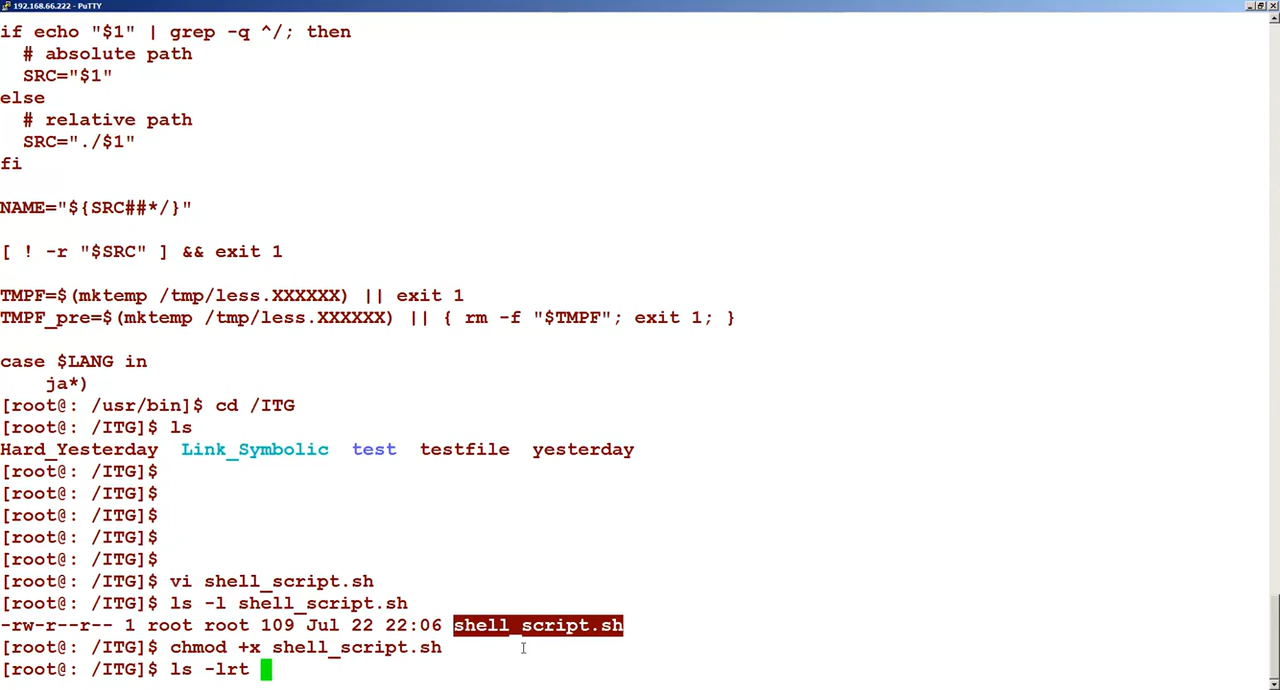 192.168.66.222 - PuTTY
if echo "$1" | grep -q ^/; then
  # absolute path
  SRC="$1"
else
  # relative path
  SRC="./$1"
fi
NAME="${SRC##*/}"
[ ! -r "$SRC" ] && exit 1
TMPF=$(mktemp /tmp/less.XXXXXX) || exit 1
TMPF_pre=$(mktemp /tmp/less.XXXXXX) || { rm -f "$TMPF"; exit 1; }
case $LANG in
    ja*)
[root@: /usr/bin]$ cd /ITG
[root@: /ITG]$ ls
Hard_Yesterday  Link_Symbolic  test  testfile  yesterday
[root@: /ITG]$
[root@: /ITG]$
[root@: /ITG]$
[root@: /ITG]$
[root@: /ITG]$
[root@: /ITG]$ vi shell_script.sh
[root@: /ITG]$ ls -l shell_script.sh
-rw-r--r-- 1 root root 109 Jul 22 22:06 shell_script.sh
[root@: /ITG]$ chmod +x shell_script.sh
[root@: /ITG]$ ls -lrt